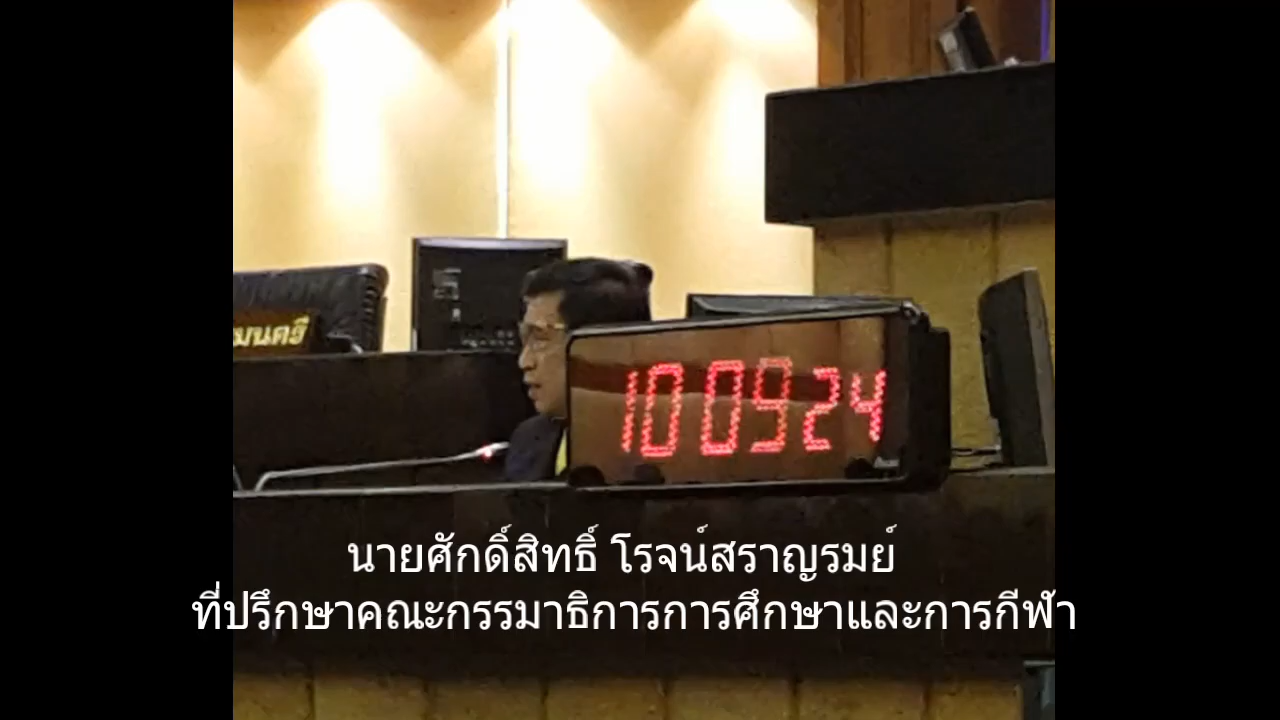 มนตรี
10 09 24
นายศักดิ์สิทธิ์ โรจน์สราญรมย์
ที่ปรึกษาคณะกรรมาธิการการศึกษาและการกีฬา